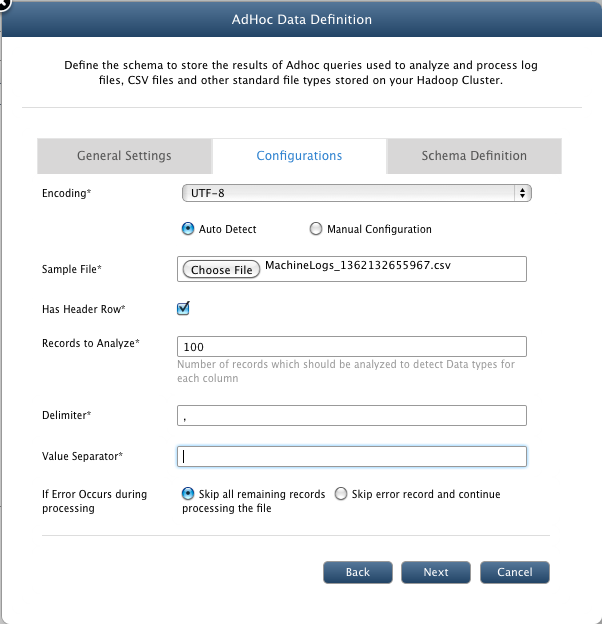 AdHoc Data Definition
Define the schema to store the results of Adhoc queries used to analyze and process log
files, CSV files and other standard file types stored on your Hadoop Cluster.
General Settings
Configurations
Schema Definition
Encoding*
UTF-8
Auto Detect
Manual Configuration
Sample File*
Choose File
MachineLogs_1362132655967.csv
Has Header Row*
Records to Analyze*
100
Number of records which should be analyzed to detect Data types for
each column
Delimiter*
,
Value Separator*
If Error Occurs during
processing
Skip all remaining records
processing the file
Skip error record and continue
Back
Next
Cancel